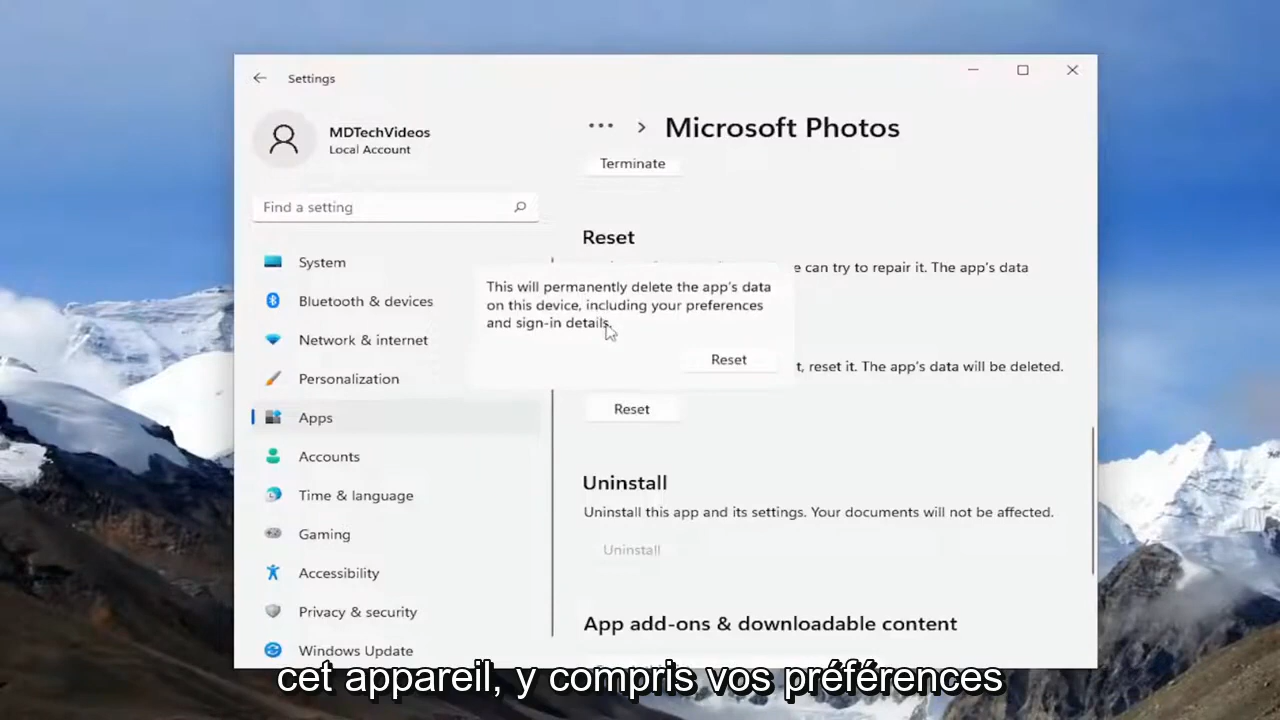 Settings
MDTechVideos
Local Account
Find a setting
System
Bluetooth & devices
Network & internet
Personalization
Apps
Accounts
Time & language
Gaming
Accessibility
Privacy & security
Windows Update
... > Microsoft Photos
Terminate
Reset
e can try to repair it. The app's data
This will permanently delete the app's data
on this device, including your preferences
and sign-in details.
Reset
t, reset it. The app's data will be deleted.
Reset
Uninstall
Uninstall this app and its settings. Your documents will not be affected.
Uninstall
App add-ons & downloadable content
cet appareil, y compris vos préférences